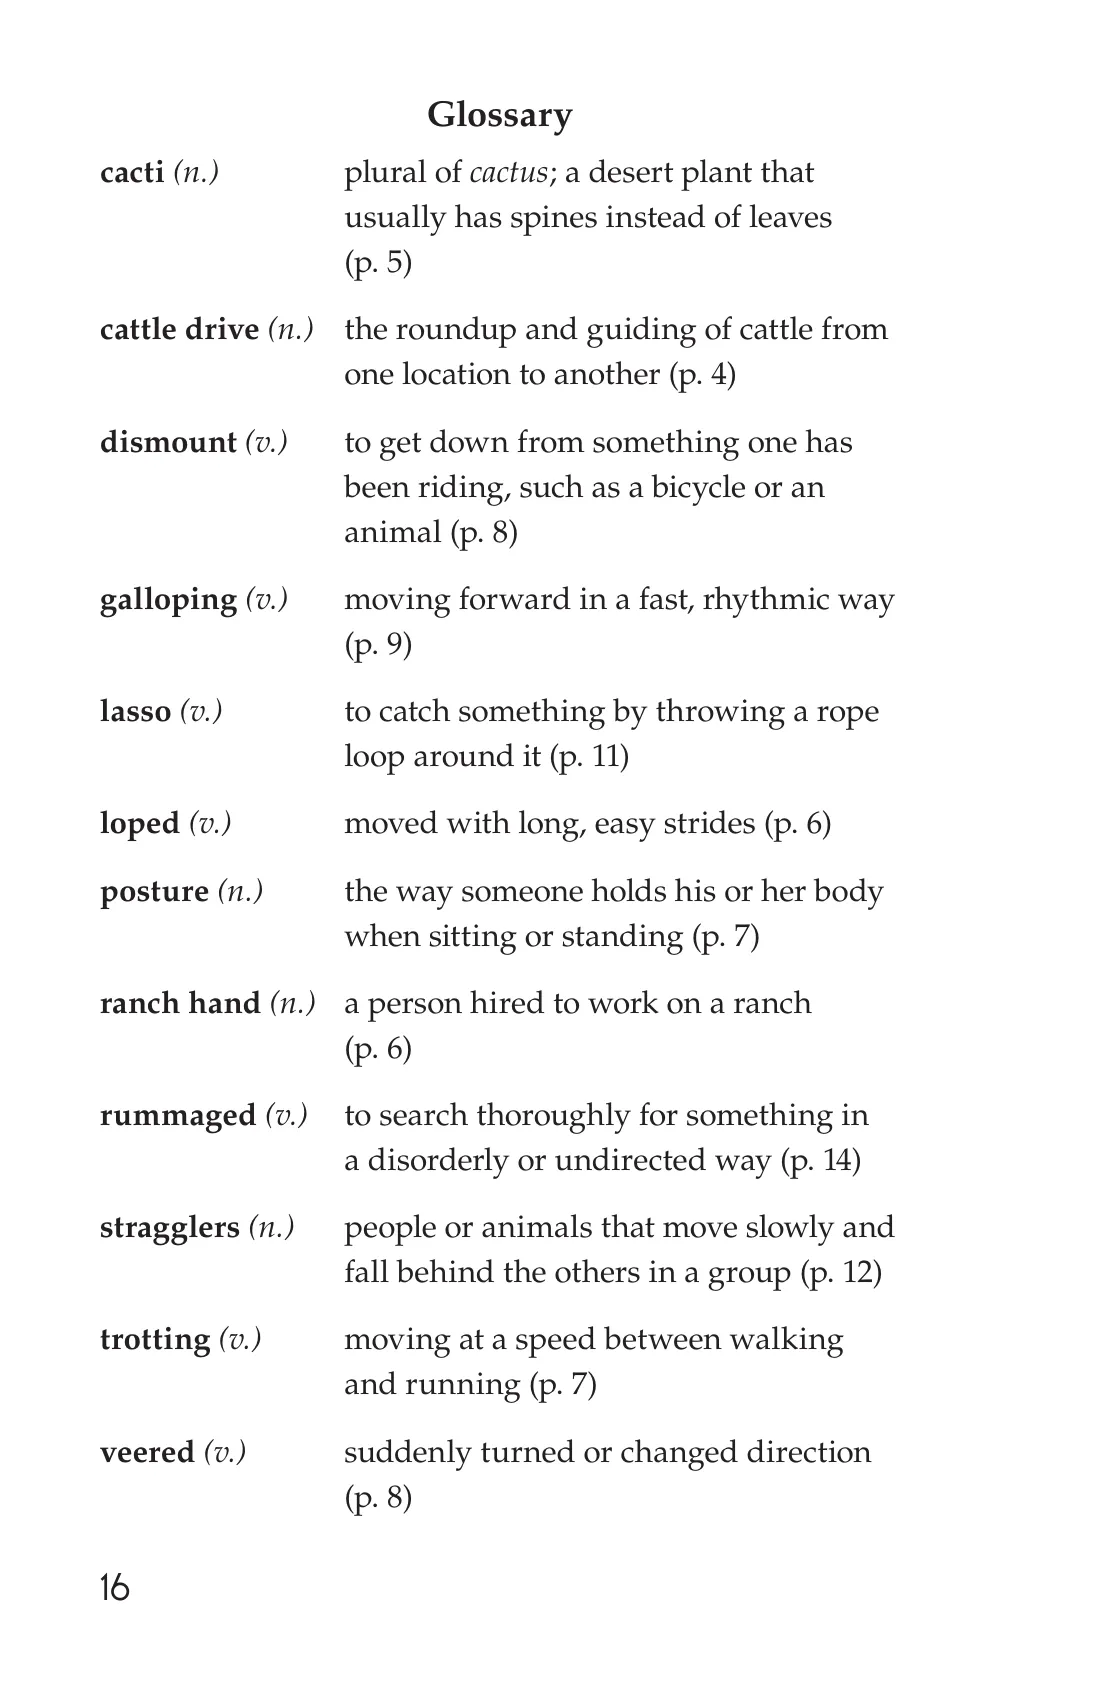 Glossary
cacti (n.) plural of cactus; a desert plant that
usually has spines instead of leaves
(p. 5)
cattle drive (n.) the roundup and guiding of cattle from
one location to another (p. 4)
dismount (v.) to get down from something one has
been riding, such as a bicycle or an
animal (p. 8)
galloping (v.) moving forward in a fast, rhythmic way
(p. 9)
lasso (v.) to catch something by throwing a rope
loop around it (p. 11)
loped (v.) moved with long, easy strides (p. 6)
posture (n.) the way someone holds his or her body
when sitting or standing (p. 7)
ranch hand (n.) a person hired to work on a ranch
(p. 6)
rummaged (v.) to search thoroughly for something in
a disorderly or undirected way (p. 14)
stragglers (n.) people or animals that move slowly and
fall behind the others in a group (p. 12)
trotting (v.) moving at a speed between walking
and running (p. 7)
veered (v.) suddenly turned or changed direction
(p. 8)
16